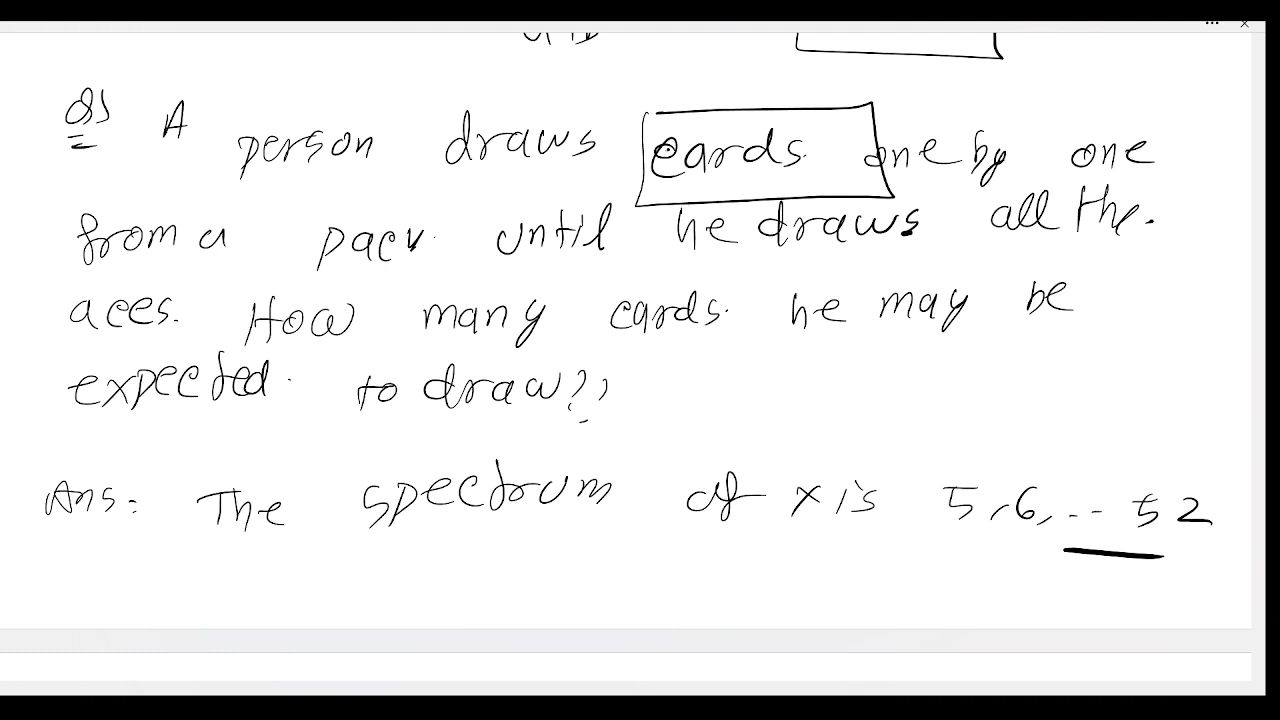 Q) A person draws cards one by one
from a pack until he draws all the
aces. How many cards he may be
expected to draw??
Ans: The spectrum of x is 5, 6, -- 52